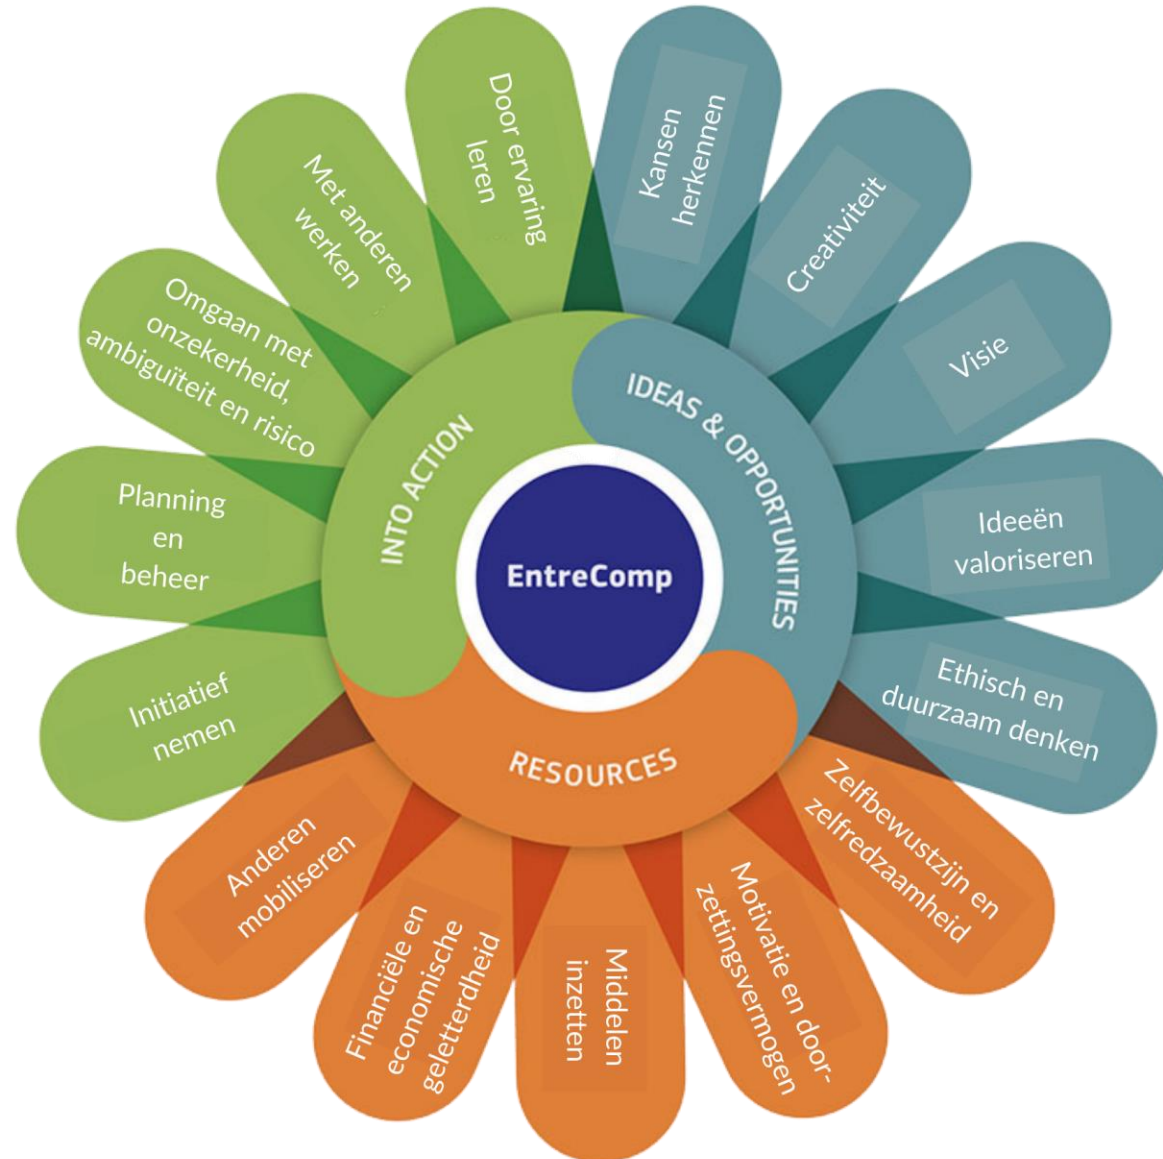 EntreComp
IDEAS & OPPORTUNITIES
Kansen
herkennen
Creativiteit
Visie
Ideeën
valoriseren
Ethisch en
duurzaam denken
RESOURCES
Zelfbewustzijn en
zelfredzaamheid
Motivatie en door-
zettingsvermogen
Middelen
inzetten
Financiële en
economische
geletterdheid
Anderen
mobiliseren
INTO ACTION
Initiatief
nemen
Planning
en
beheer
Omgaan met
onzekerheid,
ambiguïteit en risico
Met anderen
werken
Door ervaring
leren